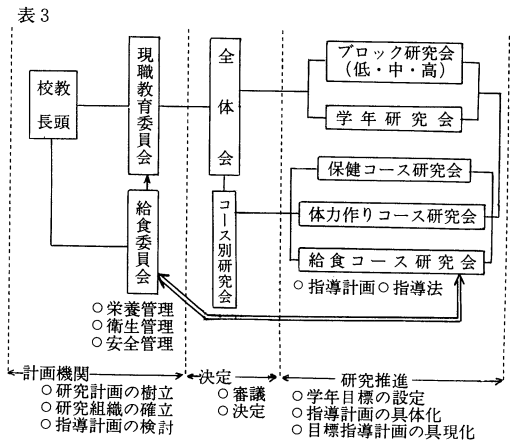 表3
校長
教頭
現職教育委員会
給食委員会
○栄養管理
○衛生管理
○安全管理
全体会
コース別研究会
ブロック研究会
(低・中・高)
学年研究会
保健コース研究会
体力作りコース研究会
給食コース研究会
○指導計画○指導法
計画機関
○研究計画の樹立
○研究組織の確立
○指導計画の検討
決定
○審議
○決定
研究推進
○学年目標の設定
○指導計画の具体化
○目標指導計画の具現化